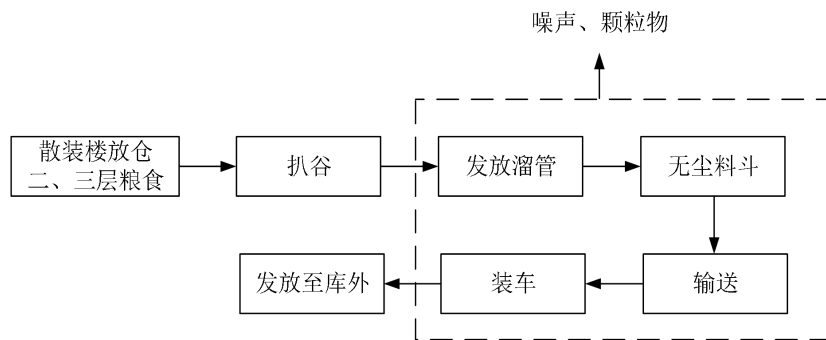 噪声、颗粒物
散装楼放仓
二、三层粮食
扒谷
发放溜管
无尘料斗
发放至库外
装车
输送